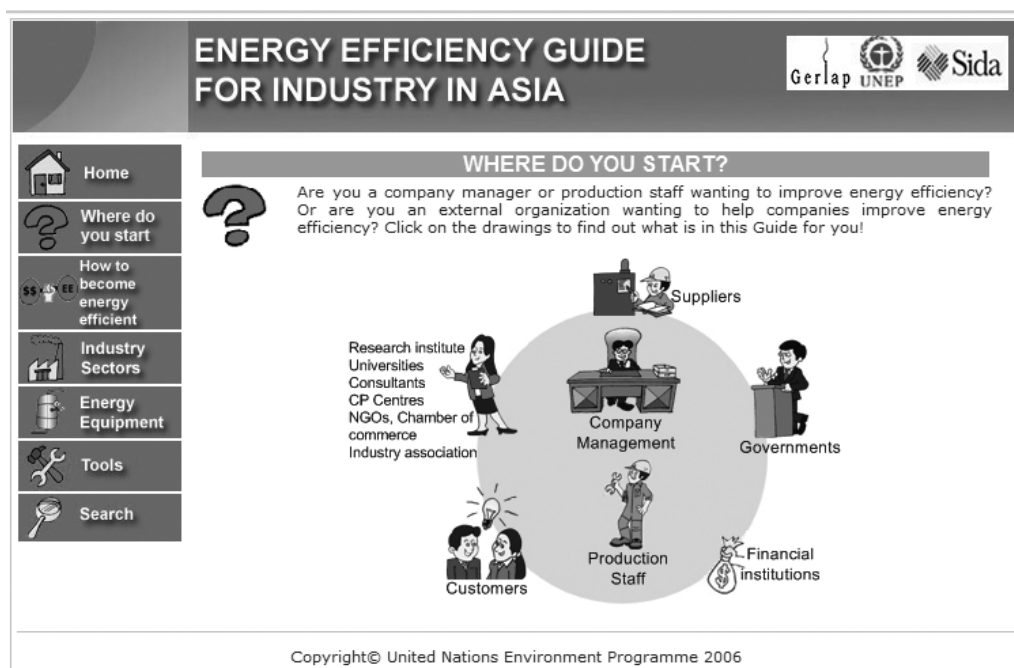 ENERGY EFFICIENCY GUIDE
FOR INDUSTRY IN ASIA
Gerlap
UNEP
Sida
Home
Where do
you start
How to
become
energy
efficient
$$
EE
Industry
Sectors
Energy
Equipment
Tools
Search
WHERE DO YOU START?
Are you a company manager or production staff wanting to improve energy efficiency?
Or are you an external organization wanting to help companies improve energy
efficiency? Click on the drawings to find out what is in this Guide for you!
Suppliers
Research institute
Universities
Consultants
CP Centres
NGOs, Chamber of
commerce
Industry association
Company
Management
Governments
Production
Staff
Customers
$
Financial
institutions
Copyright© United Nations Environment Programme 2006